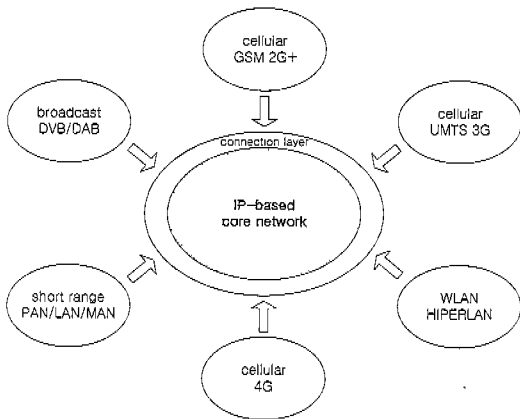 cellular
GSM 2G+
broadcast
DVB/DAB
cellular
UMTS 3G
connection layer
IP-based
core network
short range
PAN/LAN/MAN
WLAN
HIPERLAN
cellular
4G